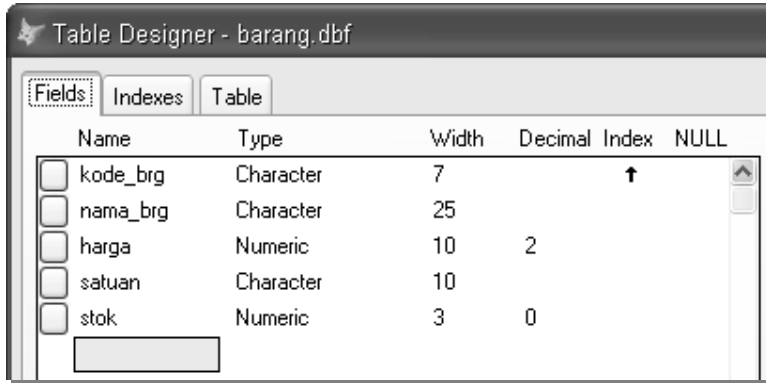 Table Designer - barang.dbf
Fields Indexes Table
Name Type Width Decimal Index NULL
kode_brg Character 7
nama_brg Character 25
harga Numeric 10 2
satuan Character 10
stok Numeric 3 0